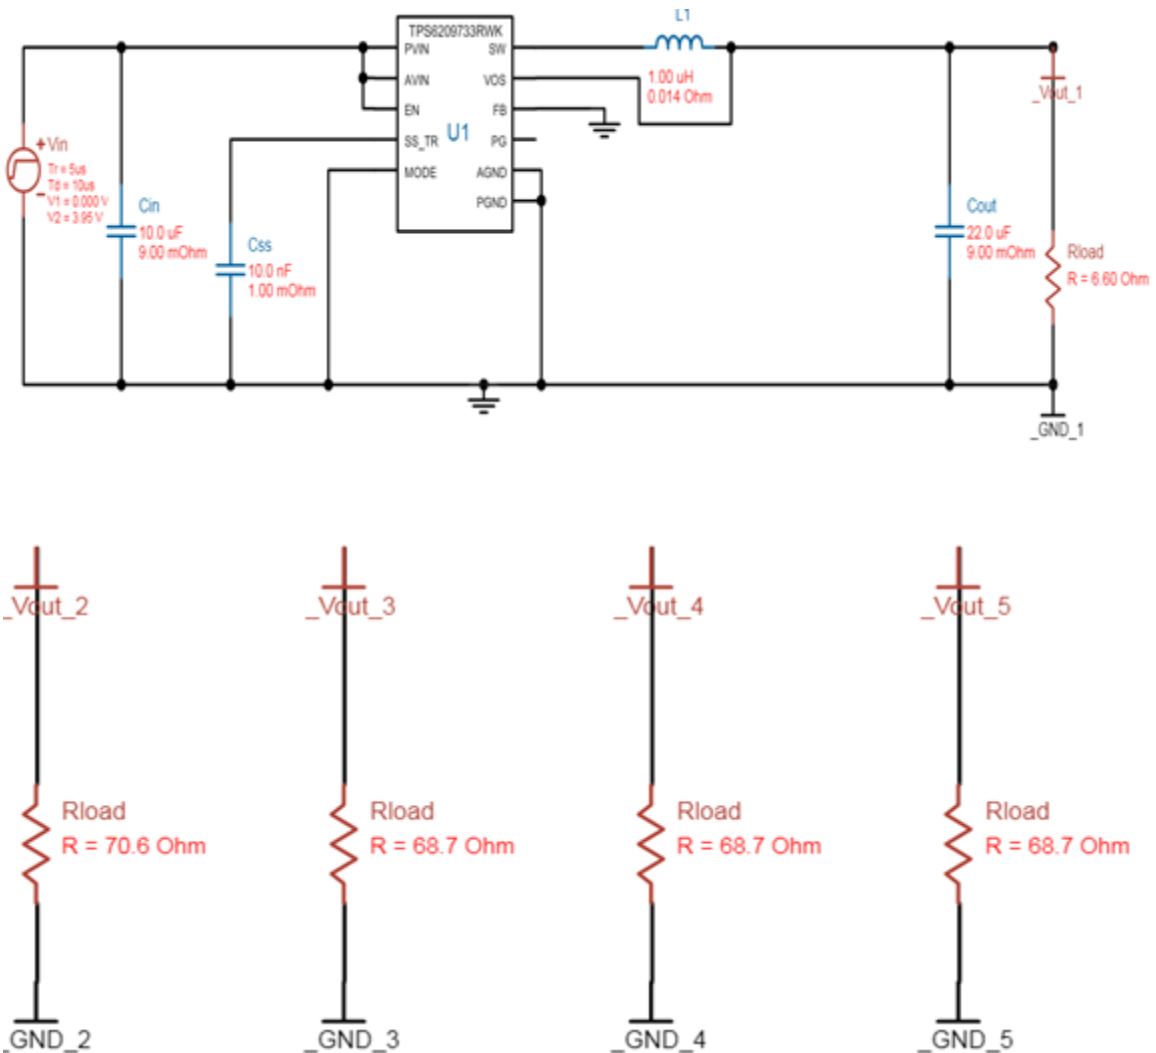 L1
TPS6209733RWK
PVIN
SW
AVIN
VOS
1.00 uH
0.014 Ohm
_Vout_1
EN
FB
U1
SS_TR
PG
+ Vin
Tr = 5us
Td = 10us
V1 = 0.000 V
V2 = 3.95 V
-
MODE
AGND
PGND
Cin
10.0 uF
9.00 mOhm
Css
10.0 nF
1.00 mOhm
Cout
22.0 uF
9.00 mOhm
Rload
R = 6.60 Ohm
_GND_1
_Vout_2
_Vout_3
_Vout_4
_Vout_5
Rload
R = 70.6 Ohm
Rload
R = 68.7 Ohm
Rload
R = 68.7 Ohm
Rload
R = 68.7 Ohm
_GND_2
_GND_3
_GND_4
_GND_5